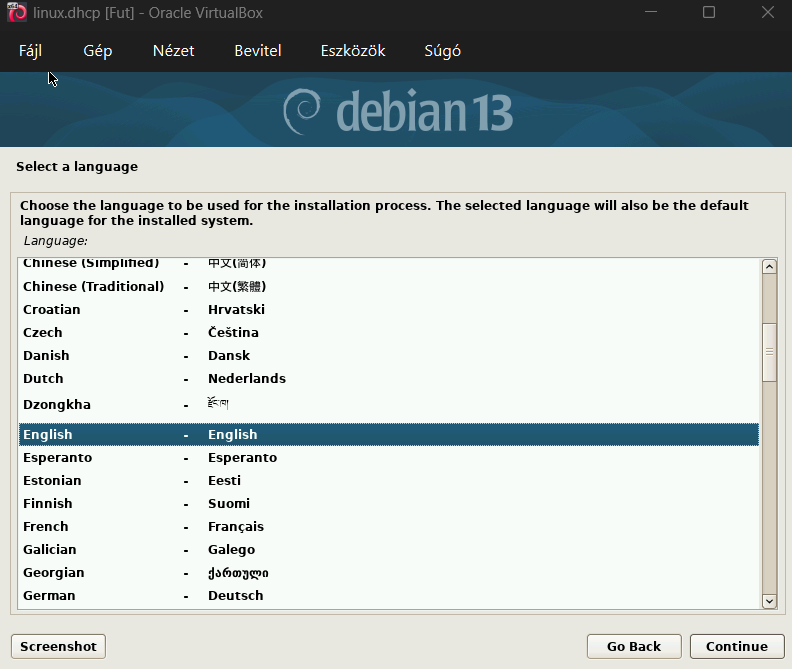 linux.dhcp [Fut] - Oracle VirtualBox
Fájl Gép Nézet Bevitel Eszközök Súgó
debian 13
Select a language
Choose the language to be used for the installation process. The selected language will also be the default
language for the installed system.
Language:
Chinese (Simplified) - 中文(简体)
Chinese (Traditional) - 中文(繁體)
Croatian - Hrvatski
Czech - Čeština
Danish - Dansk
Dutch - Nederlands
Dzongkha - རྫོང་ཁ།
English - English
Esperanto - Esperanto
Estonian - Eesti
Finnish - Suomi
French - Français
Galician - Galego
Georgian - ქართული
German - Deutsch
Screenshot Go Back Continue